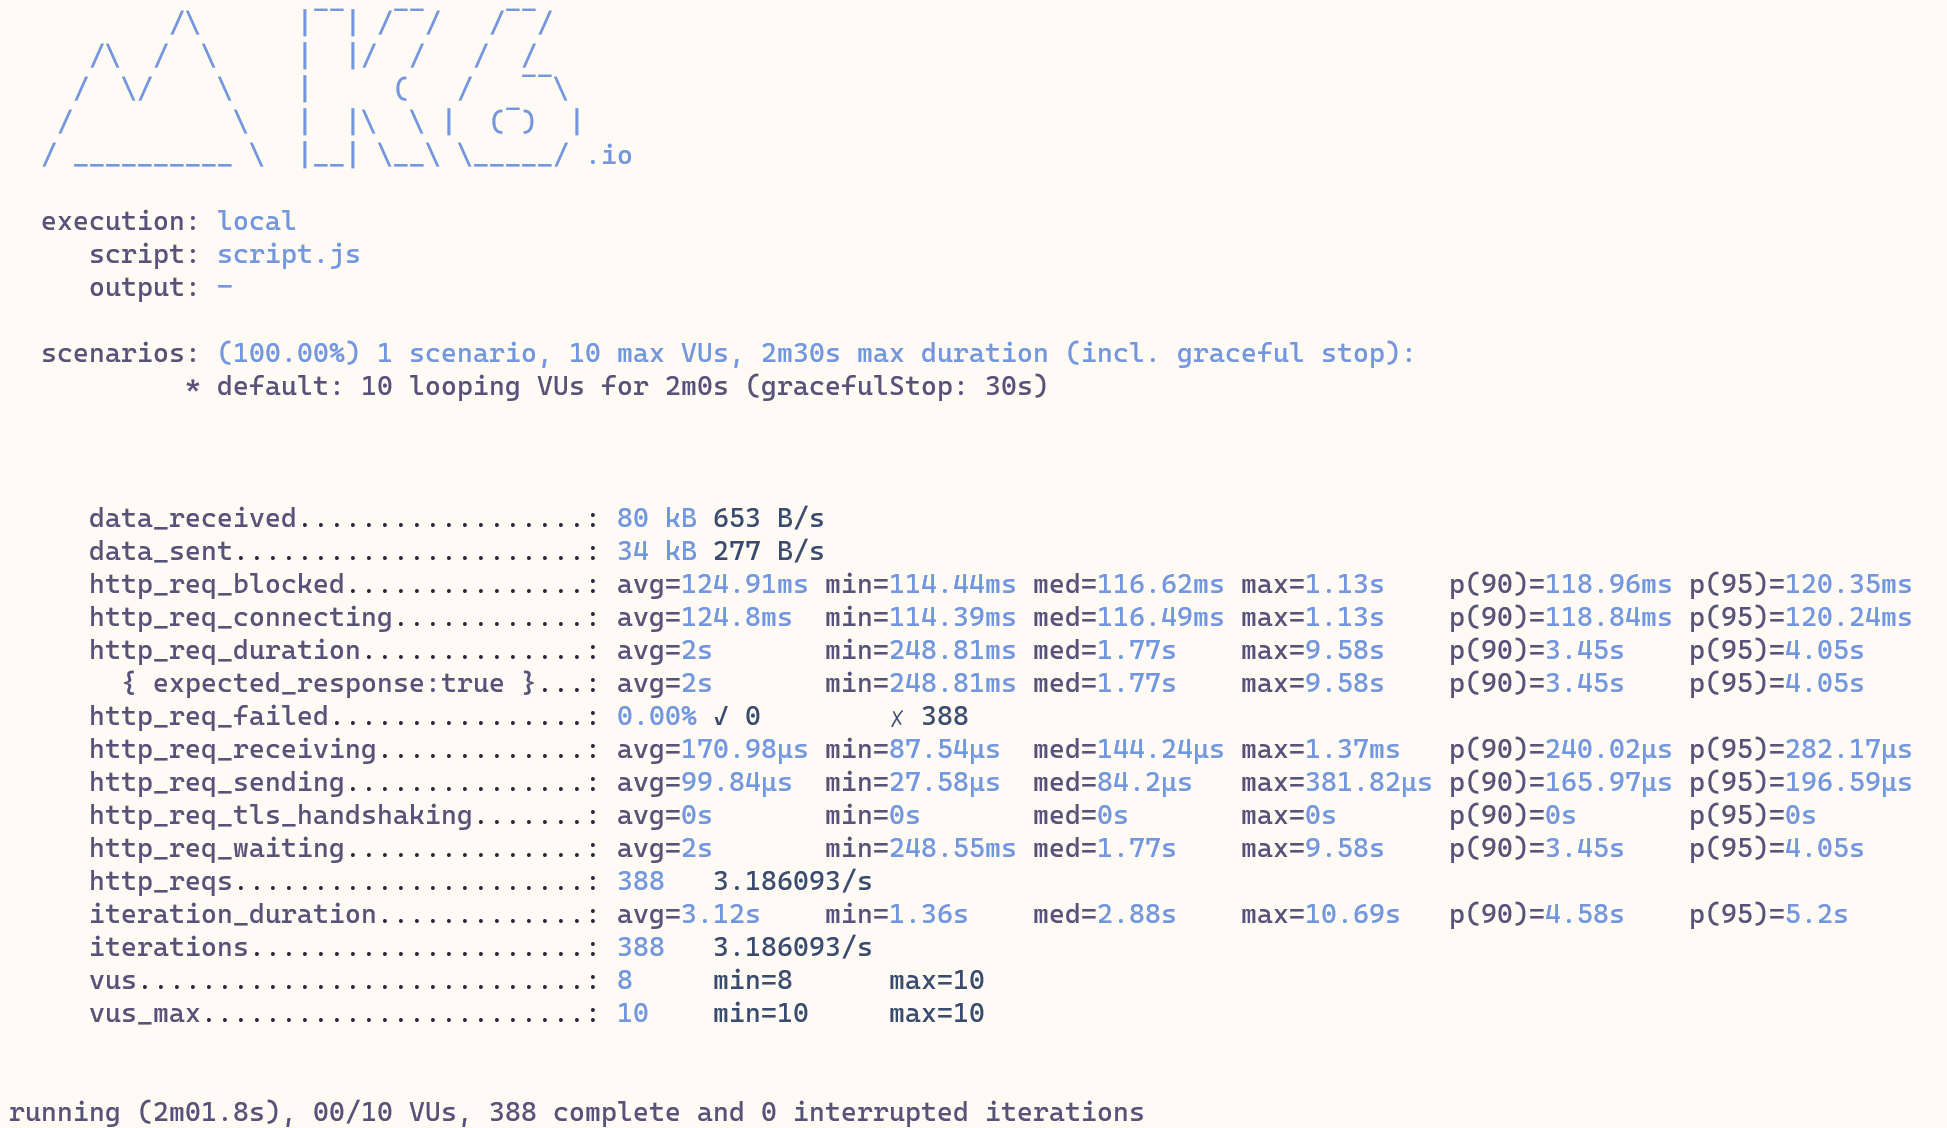 /\      |‾‾| /‾‾/   /‾‾/
     /\  /  \     |  |/  /   /  /
    /  \/    \    |     (   /   ‾‾\
   /          \   |  |\  \ |  (‾)  |
  / __________ \  |__| \__\ \_____/ .io

  execution: local
     script: script.js
     output: -

  scenarios: (100.00%) 1 scenario, 10 max VUs, 2m30s max duration (incl. graceful stop):
           * default: 10 looping VUs for 2m0s (gracefulStop: 30s)

     data_received..................: 80 kB 653 B/s
     data_sent......................: 34 kB 277 B/s
     http_req_blocked...............: avg=124.91ms min=114.44ms med=116.62ms max=1.13s    p(90)=118.96ms p(95)=120.35ms
     http_req_connecting............: avg=124.8ms  min=114.39ms med=116.49ms max=1.13s    p(90)=118.84ms p(95)=120.24ms
     http_req_duration..............: avg=2s       min=248.81ms med=1.77s    max=9.58s    p(90)=3.45s    p(95)=4.05s
       { expected_response:true }...: avg=2s       min=248.81ms med=1.77s    max=9.58s    p(90)=3.45s    p(95)=4.05s
     http_req_failed................: 0.00% ✓ 0        ✗ 388
     http_req_receiving.............: avg=170.98µs min=87.54µs  med=144.24µs max=1.37ms   p(90)=240.02µs p(95)=282.17µs
     http_req_sending...............: avg=99.84µs  min=27.58µs  med=84.2µs   max=381.82µs p(90)=165.97µs p(95)=196.59µs
     http_req_tls_handshaking.......: avg=0s       min=0s       med=0s       max=0s       p(90)=0s       p(95)=0s
     http_req_waiting...............: avg=2s       min=248.55ms med=1.77s    max=9.58s    p(90)=3.45s    p(95)=4.05s
     http_reqs......................: 388   3.186093/s
     iteration_duration.............: avg=3.12s    min=1.36s    med=2.88s    max=10.69s   p(90)=4.58s    p(95)=5.2s
     iterations.....................: 388   3.186093/s
     vus............................: 8     min=8      max=10
     vus_max........................: 10    min=10     max=10

running (2m01.8s), 00/10 VUs, 388 complete and 0 interrupted iterations